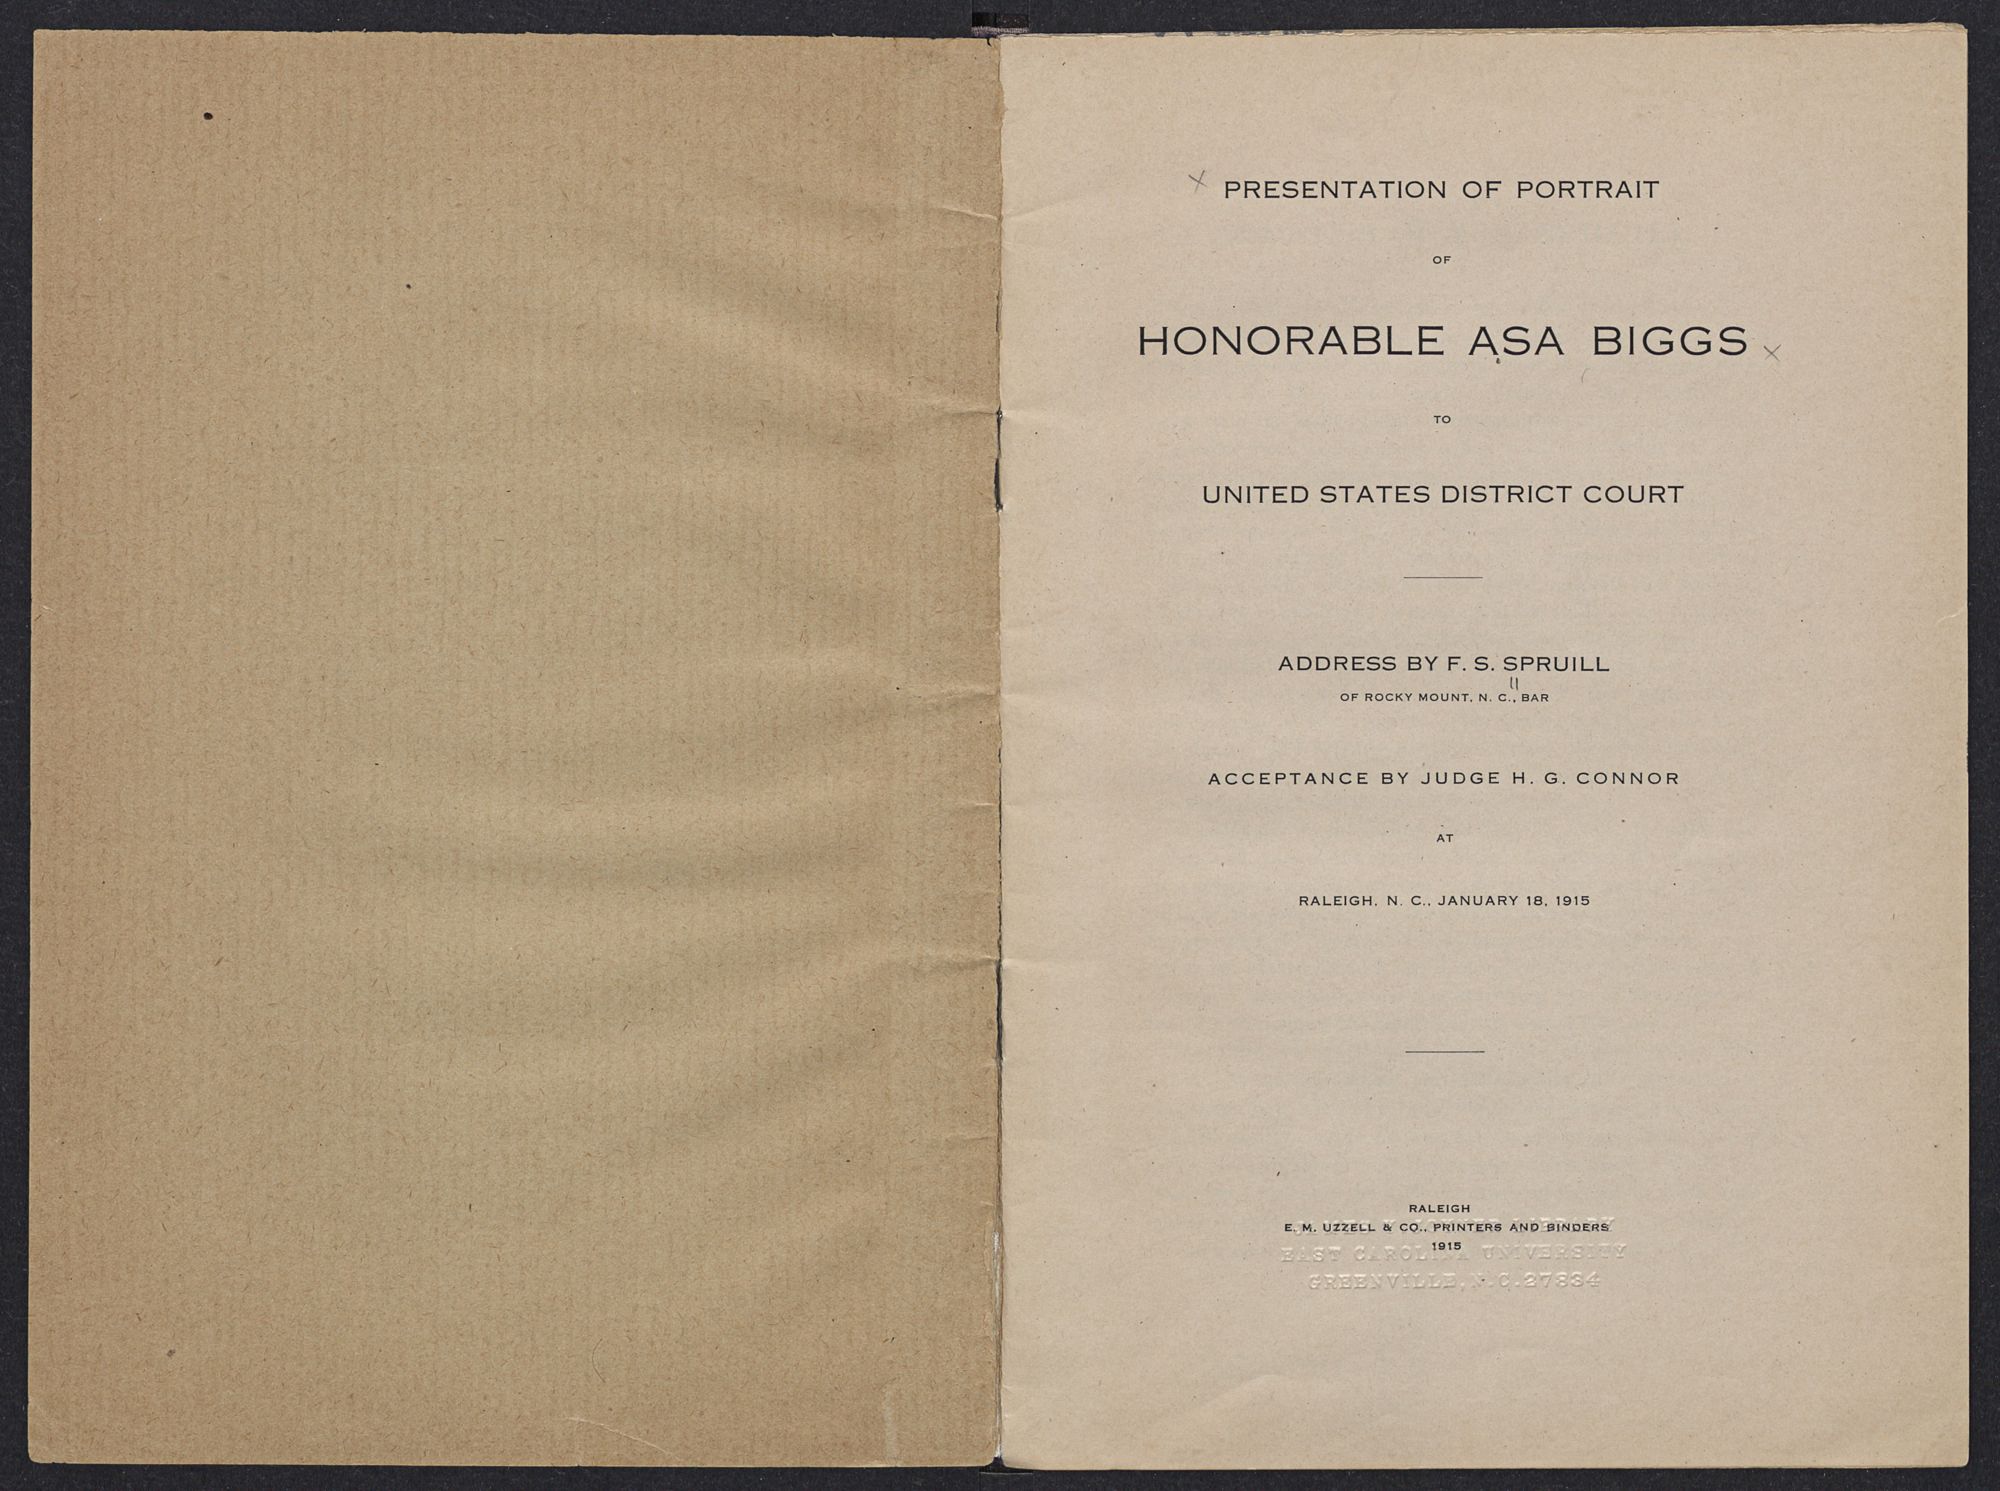 PRESENTATION OF PORTRAIT
OF
HONORABLE ASA BIGGS
TO
UNITED STATES DISTRICT COURT
ADDRESS BY F. S. SPRUILL
OF ROCKY MOUNT, N. C., BAR
ACCEPTANCE BY JUDGE H. G. CONNOR
AT
RALEIGH, N. C., JANUARY 18, 1915
RALEIGH
E. M. UZZELL & CO., PRINTERS AND BINDERS
1915
LIBRARY
EAST CAROLINA UNIVERSITY
GREENVILLE, N.C. 27834